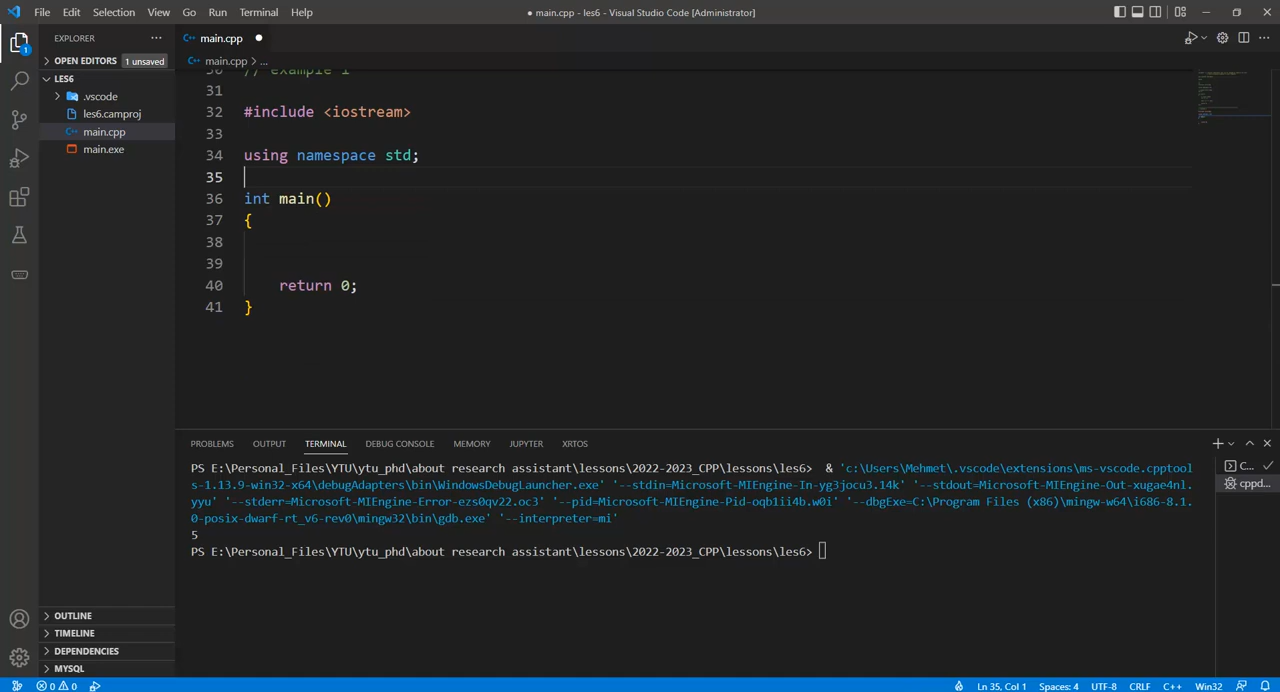 File Edit Selection View Go Run Terminal Help
● main.cpp - les6 - Visual Studio Code [Administrator]
EXPLORER
main.cpp
OPEN EDITORS 1 unsaved
main.cpp > ...
LES6
.vscode
les6.camproj
main.cpp
main.exe
1
30 // example 1
31
32 #include <iostream>
33
34 using namespace std;
35
36 int main()
37 {
38
39
40 return 0;
41 }
PROBLEMS OUTPUT TERMINAL DEBUG CONSOLE MEMORY JUPYTER XRTOS
PS E:\Personal_Files\YTU\ytu_phd\about research assistant\lessons\2022-2023_CPP\lessons\les6> & 'c:\Users\Mehmet\.vscode\extensions\ms-vscode.cpptool
s-1.13.9-win32-x64\debugAdapters\bin\WindowsDebugLauncher.exe' '--stdin=Microsoft-MIEngine-In-yg3jocu3.14k' '--stdout=Microsoft-MIEngine-Out-xugae4nl.
yyu' '--stderr=Microsoft-MIEngine-Error-ezs0qv22.oc3' '--pid=Microsoft-MIEngine-Pid-oqb1ii4b.w0i' '--dbgExe=C:\Program Files (x86)\mingw-w64\i686-8.1.
0-posix-dwarf-rt_v6-rev0\mingw32\bin\gdb.exe' '--interpreter=mi'
5
PS E:\Personal_Files\YTU\ytu_phd\about research assistant\lessons\2022-2023_CPP\lessons\les6>
C...
cppd...
OUTLINE
TIMELINE
DEPENDENCIES
MYSQL
0 0 Ln 35, Col 1 Spaces: 4 UTF-8 CRLF C++ Win32